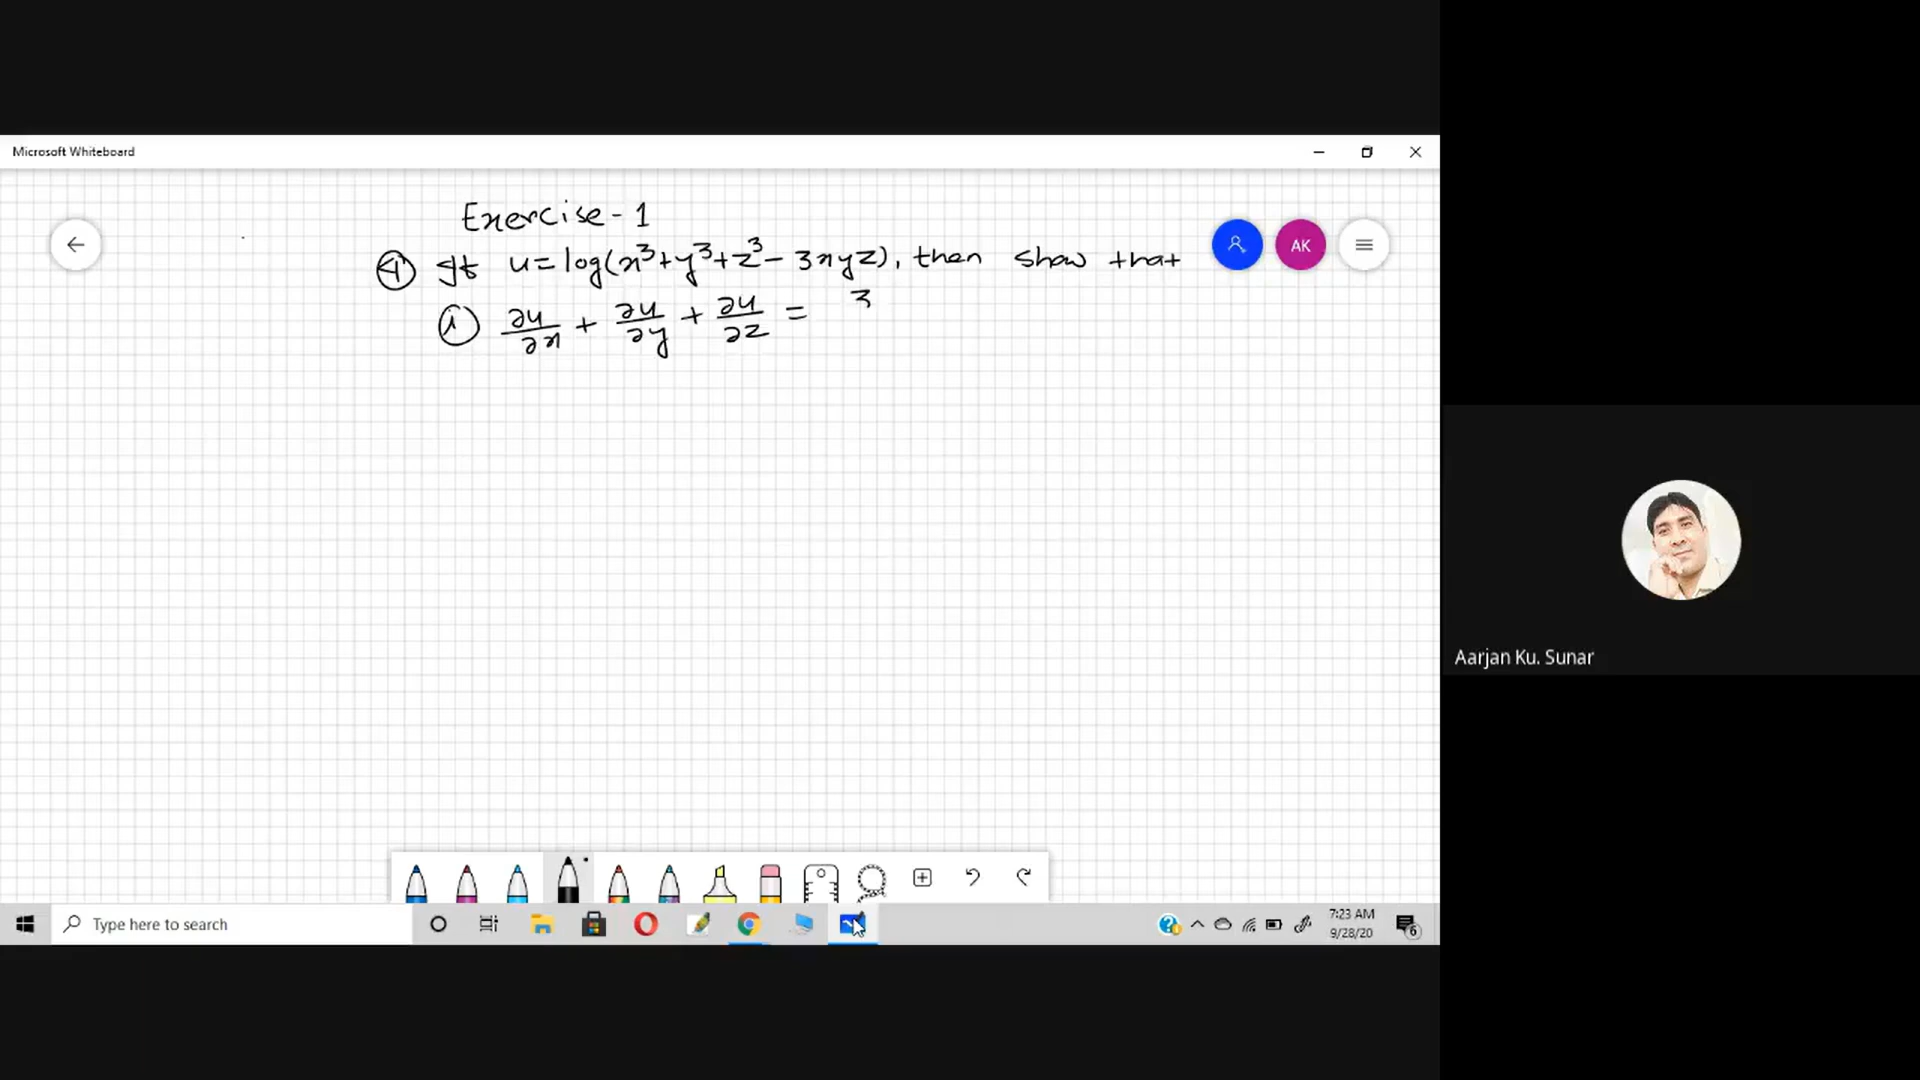 Microsoft Whiteboard
Exercise-1
④ If u = log(x³+y³+z³-3xyz), then show that
AK
ⓘ ∂u/∂x + ∂u/∂y + ∂u/∂z = 3
Aarjan Ku. Sunar
Type here to search
7:23 AM
9/28/20
6